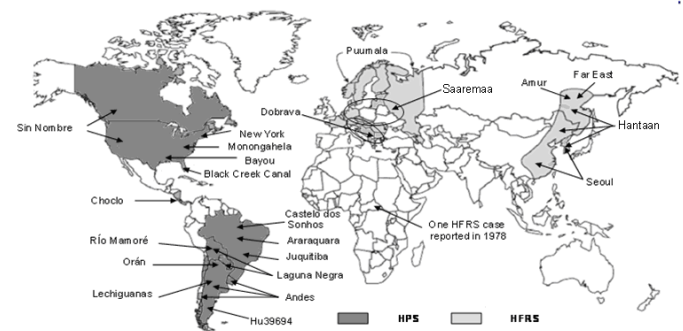 Puumala
Saaremaa
Amur
Far East
Dobrava
Hantaan
Sin Nombre
New York
Monongahela
Bayou
Black Creek Canal
Seoul
Choclo
Castelo dos
Sonhos
One HFRS case
reported in 1978
Araraquara
RÍo Mamoré
Juquitiba
Orán
Laguna Negra
Lechiguanas
Andes
Hu39694
HPS
HFRS